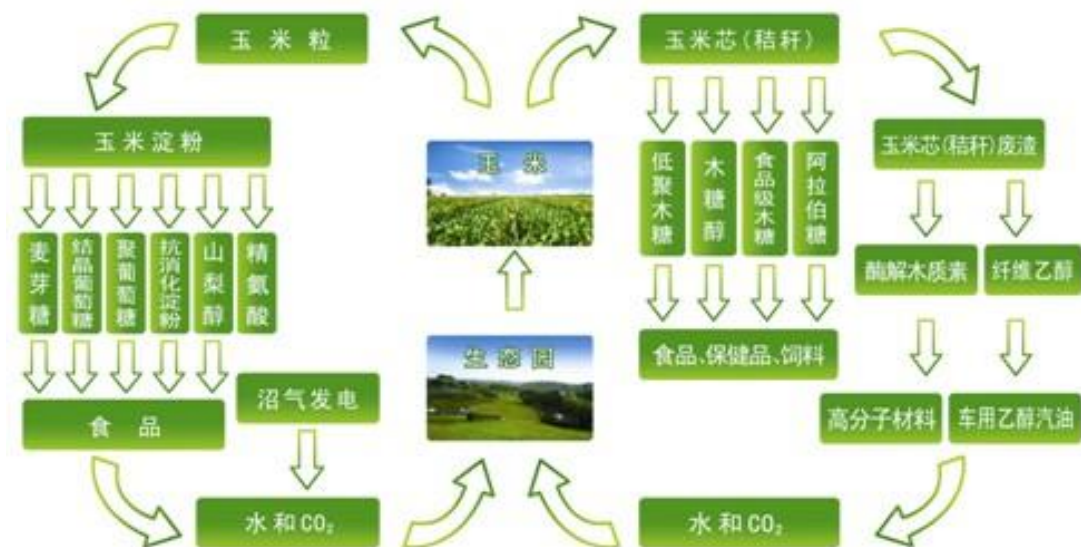 玉米粒
玉米芯(秸秆)
玉米淀粉
玉米
玉米芯(秸秆)废渣
低聚木糖
木糖醇
食品级木糖
阿拉伯糖
麦芽糖
结晶葡萄糖
聚葡萄糖
抗消化淀粉
山梨醇
精氨酸
酶解木质素
纤维乙醇
生态园
食品、保健品、饲料
沼气发电
食品
高分子材料
车用乙醇汽油
水和CO₂
水和CO₂